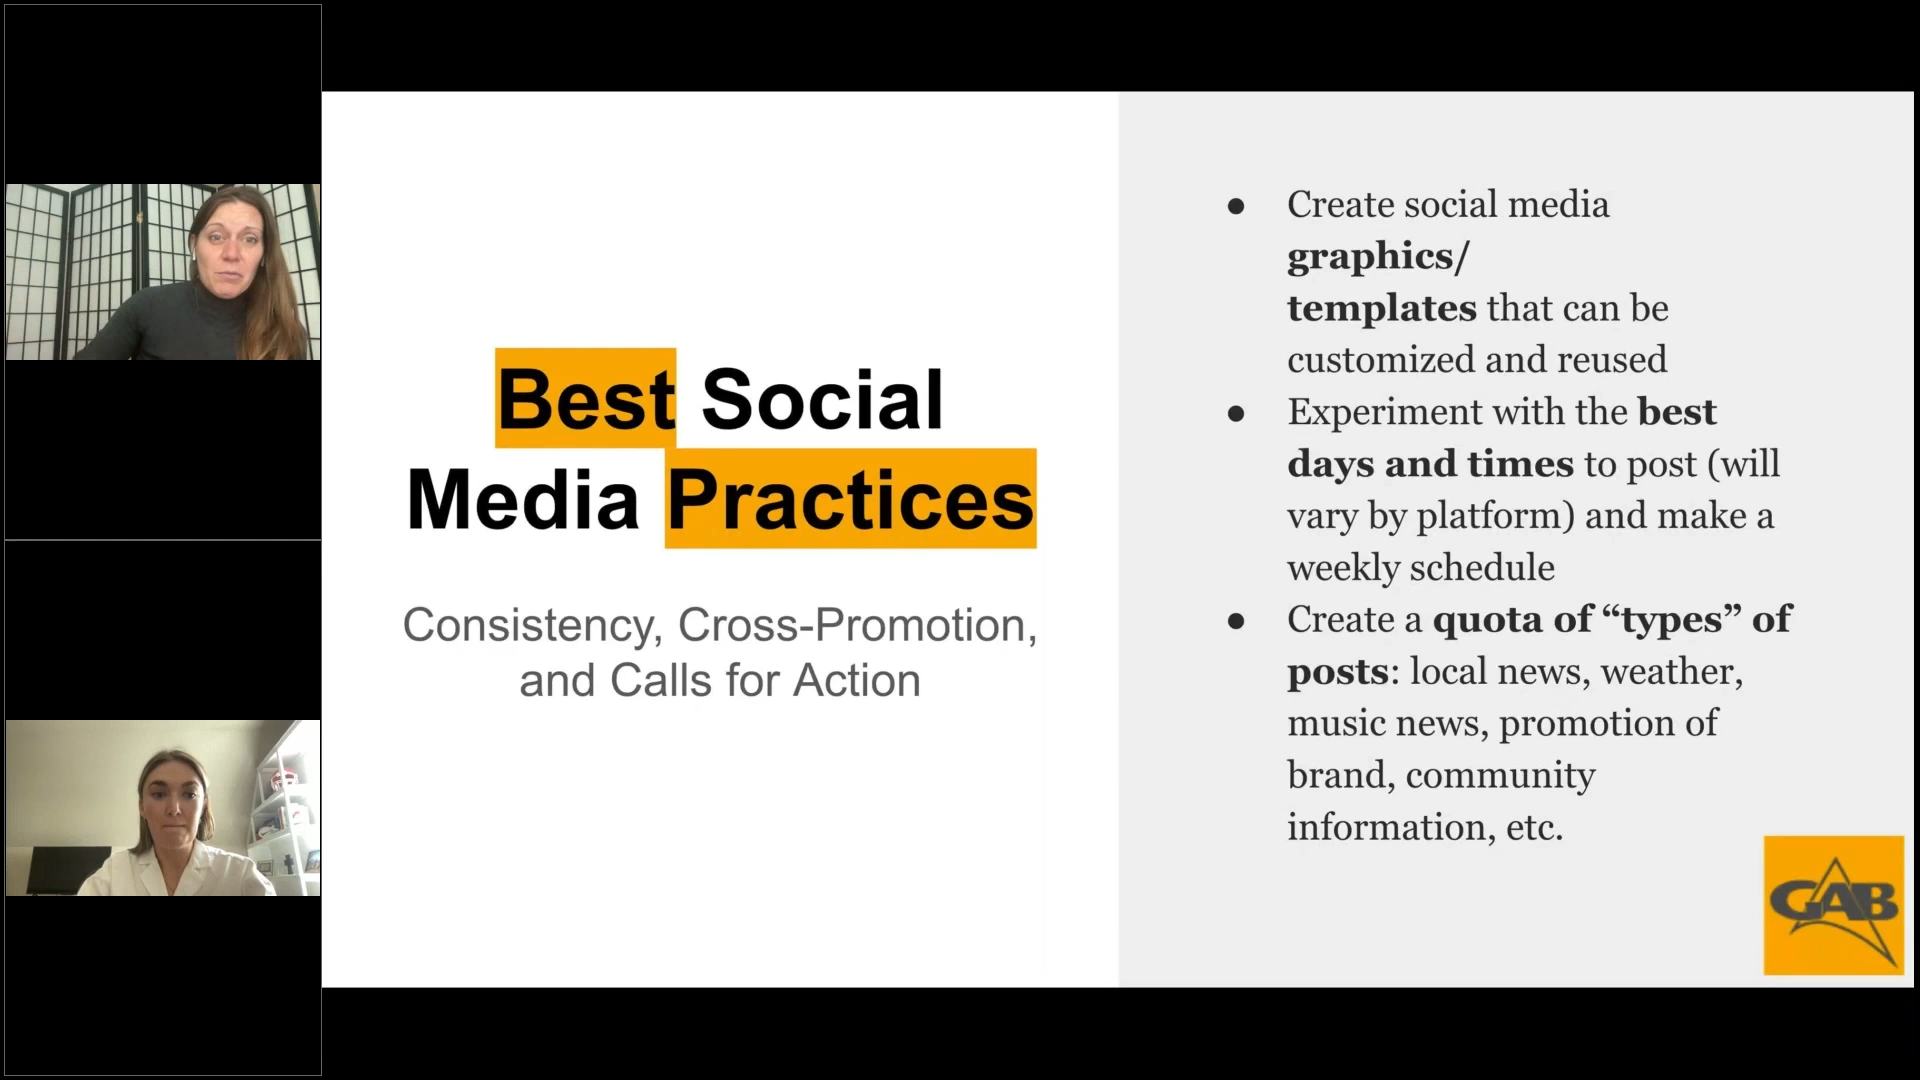 Best Social
Media Practices
Consistency, Cross-Promotion,
and Calls for Action
● Create social media
graphics/
templates that can be
customized and reused
● Experiment with the best
days and times to post (will
vary by platform) and make a
weekly schedule
● Create a quota of “types” of
posts: local news, weather,
music news, promotion of
brand, community
information, etc.
GAB